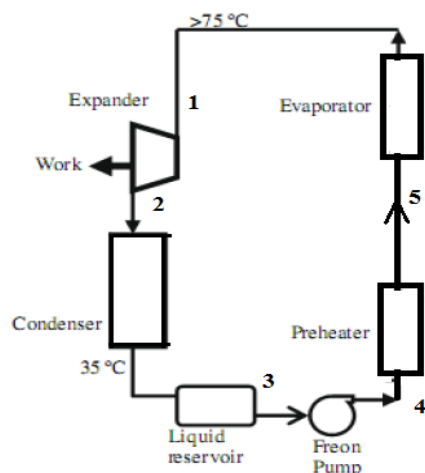 >75 °C
Expander
1
Evaporator
Work
2
5
Condenser
Preheater
35 °C
3
4
Liquid
reservoir
Freon
Pump